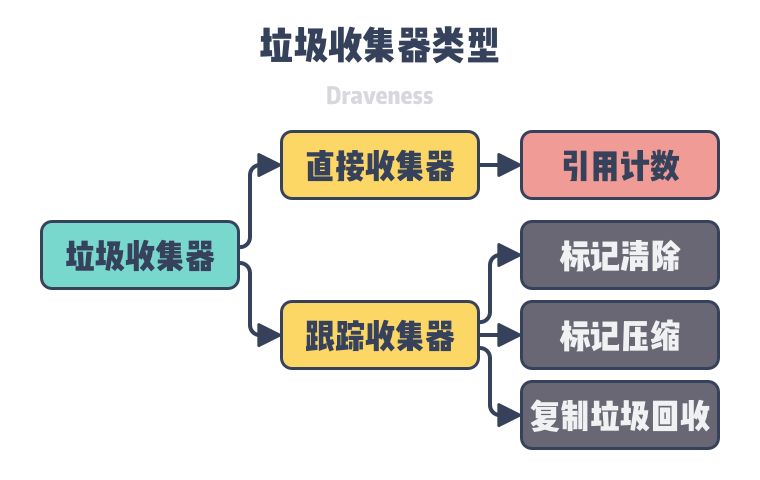 垃圾收集器类型
Draveness
直接收集器
引用计数
垃圾收集器
标记清除
跟踪收集器
标记压缩
复制垃圾回收